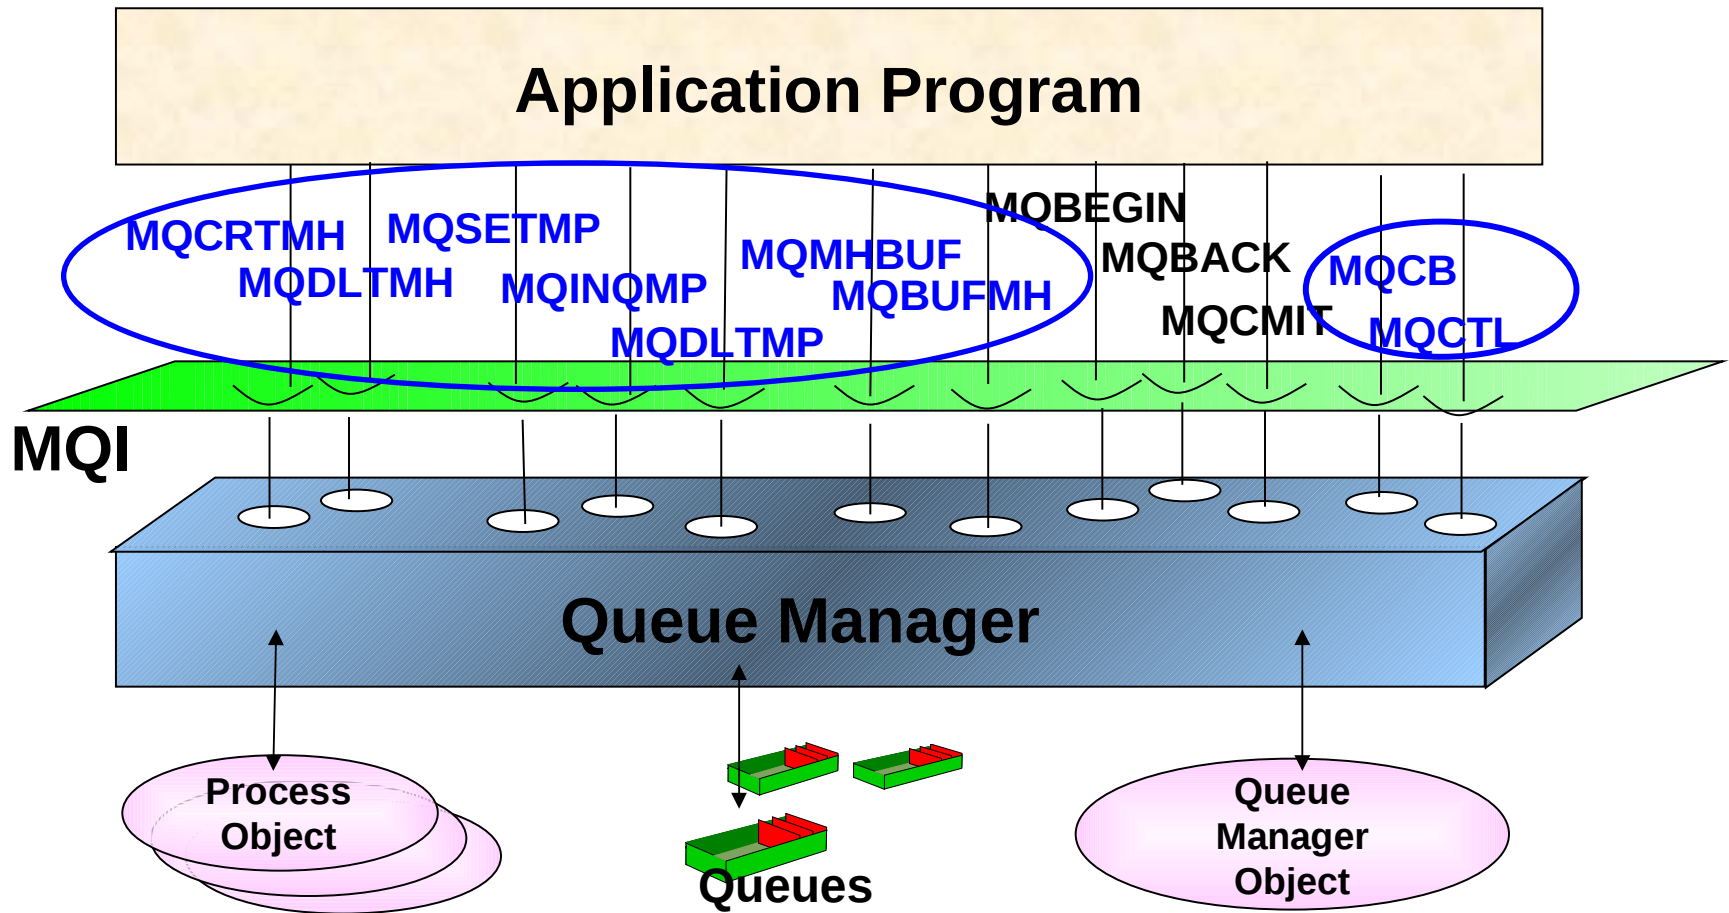 Application Program
MQBEGIN
MQCRTMH
MQSETMP
MQMHBUF
MQBACK
MQCB
MQDLTMH
MQINQMP
MQBUFMH
MQCMIT
MQCTL
MQDLTMP
MQI
Queue Manager
Process
Object
Queues
Queue
Manager
Object